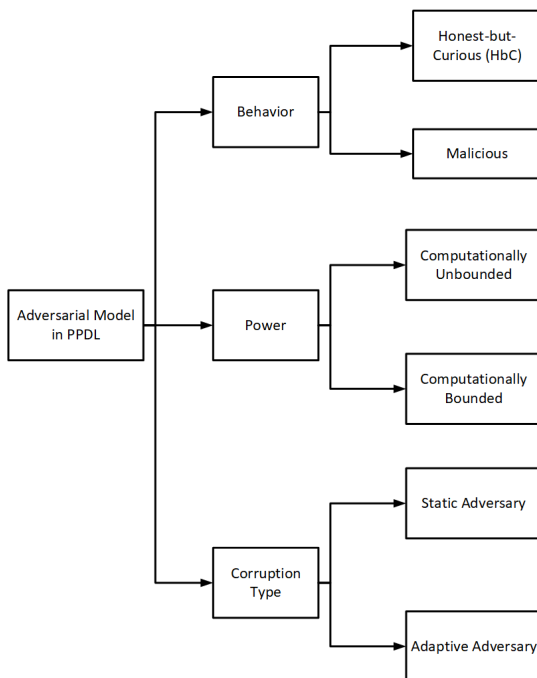 Honest-but-
Curious (HbC)
Behavior
Malicious
Computationally
Unbounded
Adversarial Model
in PPDL
Power
Computationally
Bounded
Static Adversary
Corruption
Type
Adaptive Adversary